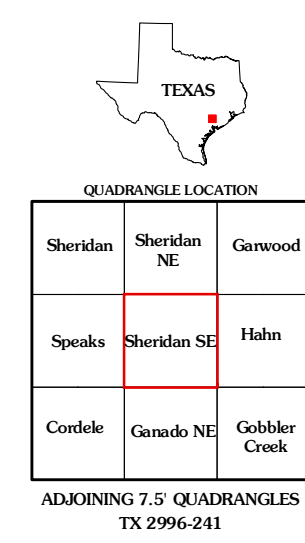 TEXAS
QUADRANGLE LOCATION
Sheridan
Sheridan
NE
Garwood
Speaks
Sheridan SE
Hahn
Cordele
Ganado NE
Gobbler
Creek
ADJOINING 7.5' QUADRANGLES
TX 2996-241